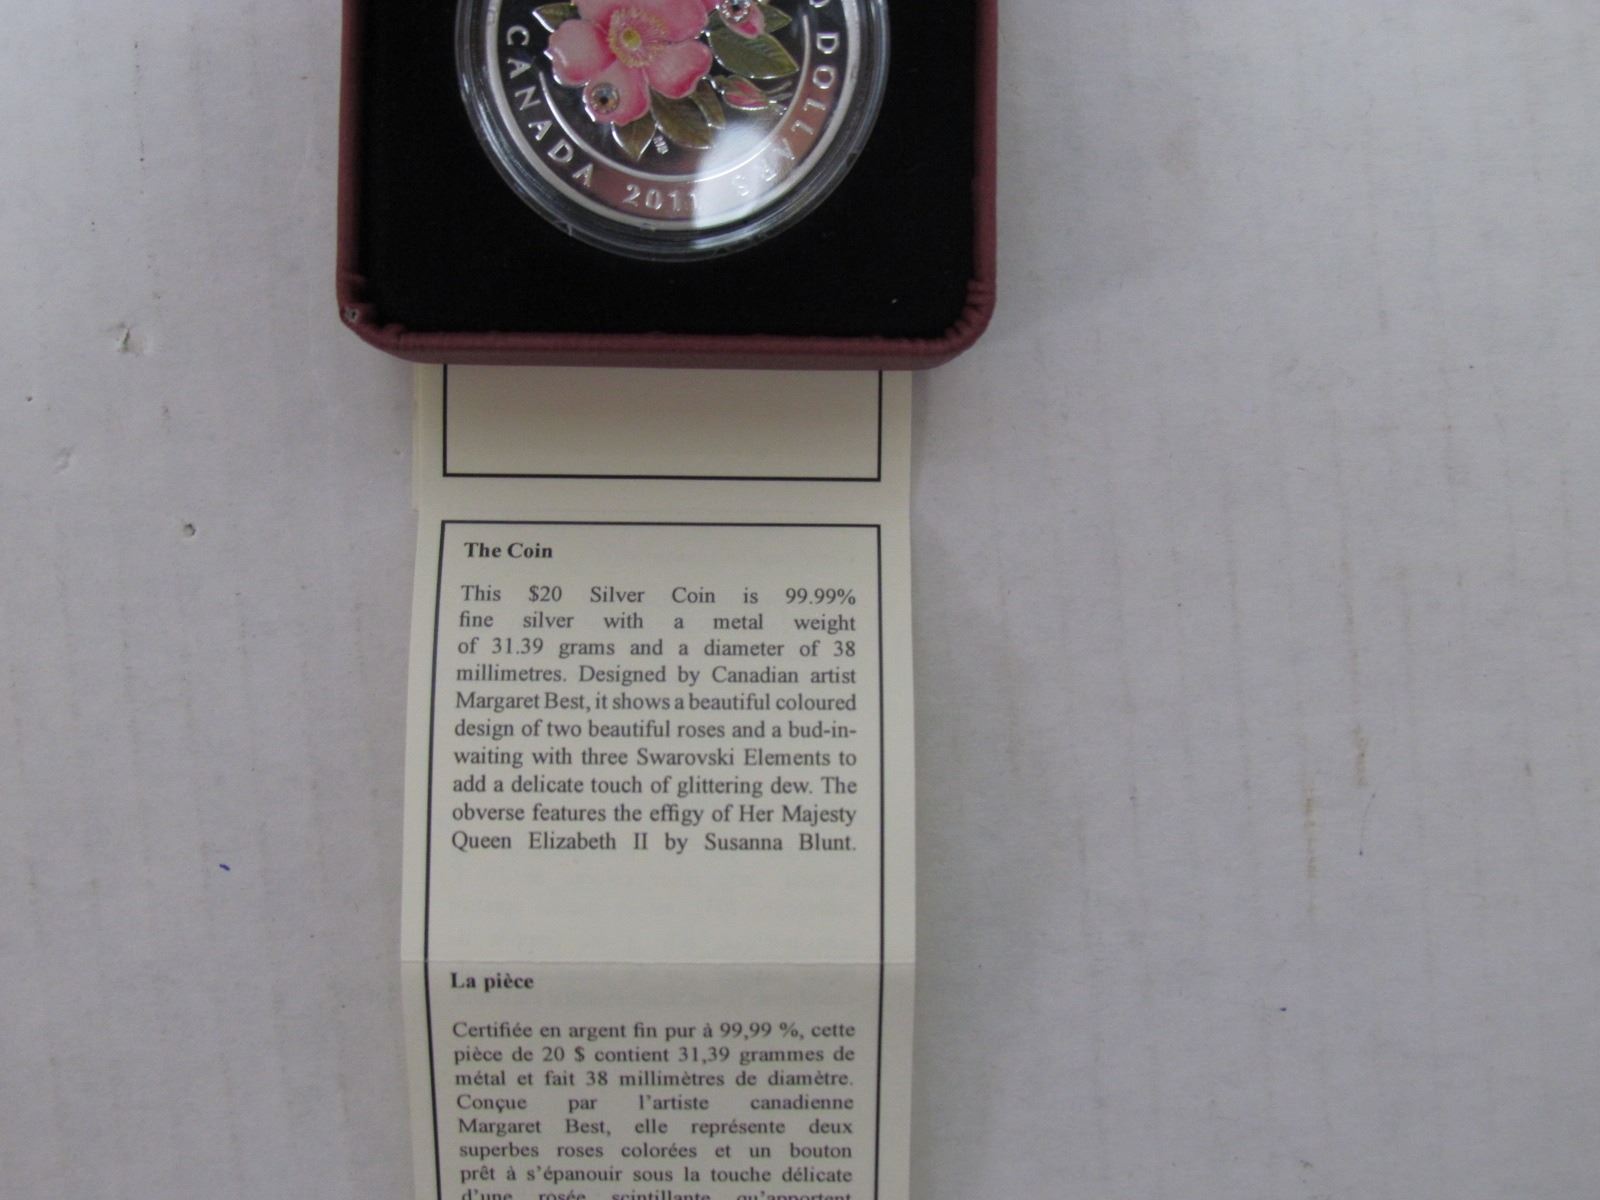 CANADA 2011 DOLLARS
The Coin
This $20 Silver Coin is 99.99%
fine silver with a metal weight
of 31.39 grams and a diameter of 38
millimetres. Designed by Canadian artist
Margaret Best, it shows a beautiful coloured
design of two beautiful roses and a bud-in-
waiting with three Swarovski Elements to
add a delicate touch of glittering dew. The
obverse features the effigy of Her Majesty
Queen Elizabeth II by Susanna Blunt.
La pièce
Certifiée en argent fin pur à 99,99 %, cette
pièce de 20 $ contient 31,39 grammes de
métal et fait 38 millimètres de diamètre.
Conçue par l'artiste canadienne
Margaret Best, elle représente deux
superbes roses colorées et un bouton
prêt à s'épanouir sous la touche délicate
d'une rosée scintillante qu'apportent